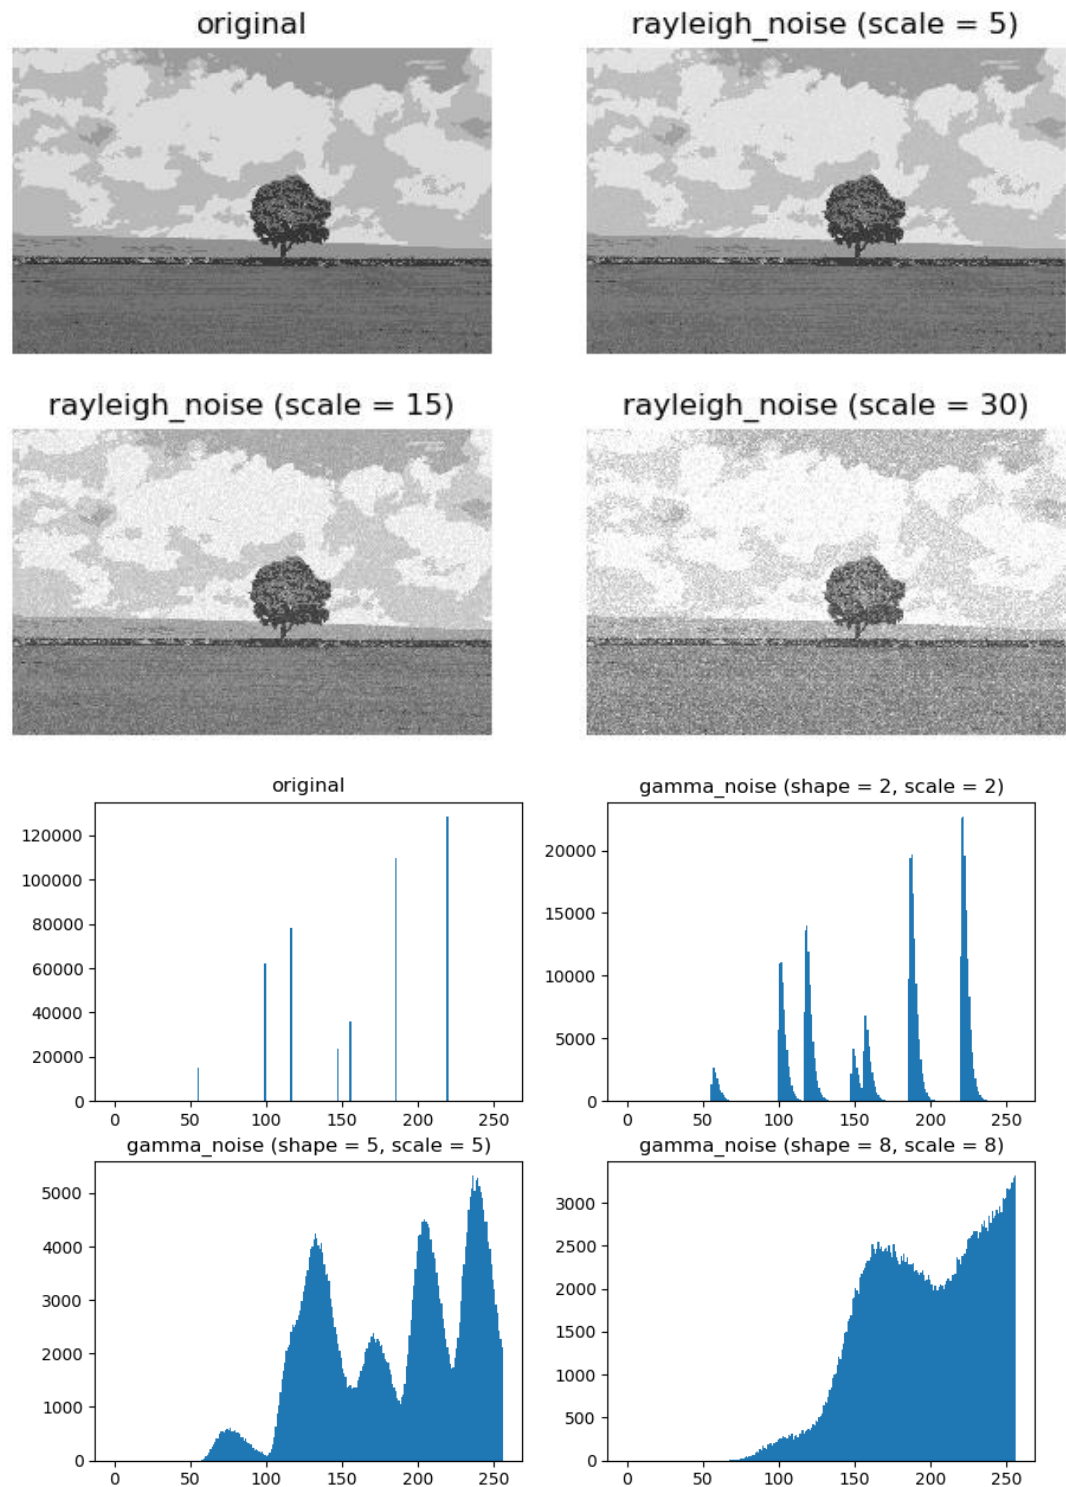 original
rayleigh_noise (scale = 5)
rayleigh_noise (scale = 15)
rayleigh_noise (scale = 30)
original
120000
100000
80000
60000
40000
20000
0
0 50 100 150 200 250
gamma_noise (shape = 2, scale = 2)
20000
15000
10000
5000
0
0 50 100 150 200 250
gamma_noise (shape = 5, scale = 5)
5000
4000
3000
2000
1000
0
0 50 100 150 200 250
gamma_noise (shape = 8, scale = 8)
3000
2500
2000
1500
1000
500
0
0 50 100 150 200 250